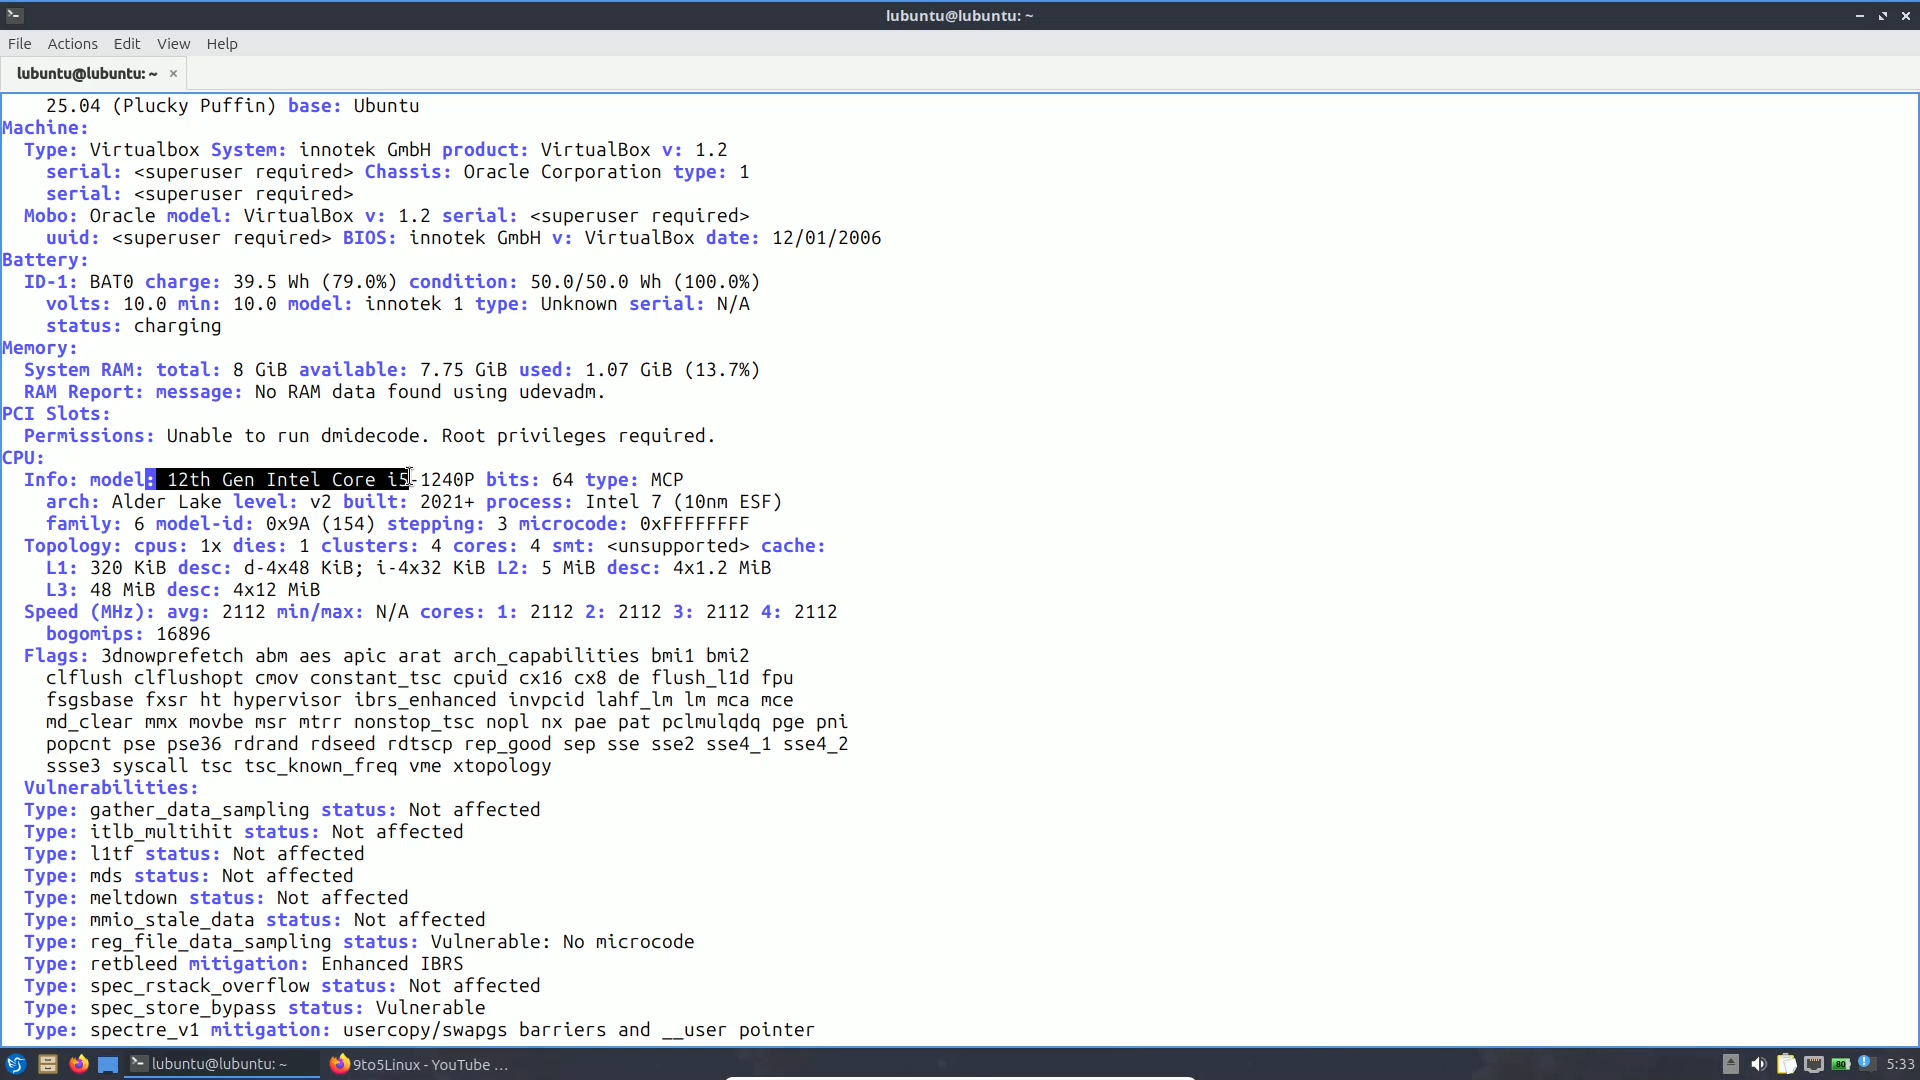 lubuntu@lubuntu: ~
File Actions Edit View Help
lubuntu@lubuntu: ~ ×
25.04 (Plucky Puffin) base: Ubuntu
Machine:
Type: Virtualbox System: innotek GmbH product: VirtualBox v: 1.2
serial: <superuser required> Chassis: Oracle Corporation type: 1
serial: <superuser required>
Mobo: Oracle model: VirtualBox v: 1.2 serial: <superuser required>
uuid: <superuser required> BIOS: innotek GmbH v: VirtualBox date: 12/01/2006
Battery:
ID-1: BAT0 charge: 39.5 Wh (79.0%) condition: 50.0/50.0 Wh (100.0%)
volts: 10.0 min: 10.0 model: innotek 1 type: Unknown serial: N/A
status: charging
Memory:
System RAM: total: 8 GiB available: 7.75 GiB used: 1.07 GiB (13.7%)
RAM Report: message: No RAM data found using udevadm.
PCI Slots:
Permissions: Unable to run dmidecode. Root privileges required.
CPU:
Info: model: 12th Gen Intel Core i5-1240P bits: 64 type: MCP
arch: Alder Lake level: v2 built: 2021+ process: Intel 7 (10nm ESF)
family: 6 model-id: 0x9A (154) stepping: 3 microcode: 0xFFFFFFFF
Topology: cpus: 1x dies: 1 clusters: 4 cores: 4 smt: <unsupported> cache:
L1: 320 KiB desc: d-4x48 KiB; i-4x32 KiB L2: 5 MiB desc: 4x1.2 MiB
L3: 48 MiB desc: 4x12 MiB
Speed (MHz): avg: 2112 min/max: N/A cores: 1: 2112 2: 2112 3: 2112 4: 2112
bogomips: 16896
Flags: 3dnowprefetch abm aes apic arat arch_capabilities bmi1 bmi2
clflush clflushopt cmov constant_tsc cpuid cx16 cx8 de flush_l1d fpu
fsgsbase fxsr ht hypervisor ibrs_enhanced invpcid lahf_lm lm mca mce
md_clear mmx movbe msr mtrr nonstop_tsc nopl nx pae pat pclmulqdq pge pni
popcnt pse pse36 rdrand rdseed rdtscp rep_good sep sse sse2 sse4_1 sse4_2
ssse3 syscall tsc tsc_known_freq vme xtopology
Vulnerabilities:
Type: gather_data_sampling status: Not affected
Type: itlb_multihit status: Not affected
Type: l1tf status: Not affected
Type: mds status: Not affected
Type: meltdown status: Not affected
Type: mmio_stale_data status: Not affected
Type: reg_file_data_sampling status: Vulnerable: No microcode
Type: retbleed mitigation: Enhanced IBRS
Type: spec_rstack_overflow status: Not affected
Type: spec_store_bypass status: Vulnerable
Type: spectre_v1 mitigation: usercopy/swapgs barriers and __user pointer
lubuntu@lubuntu: ~ 9to5Linux - YouTube … 80 5:33